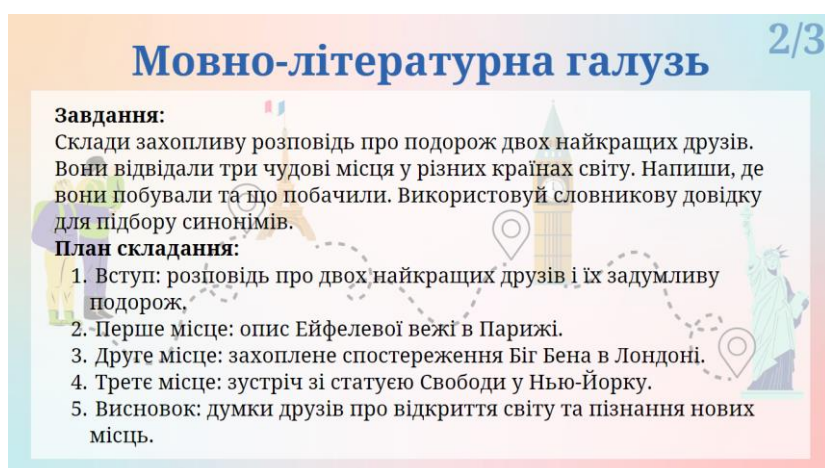 2/3
Мовно-літературна галузь
Завдання:
Склади захопливу розповідь про подорож двох найкращих друзів.
Вони відвідали три чудові місця у різних країнах світу. Напиши, де
вони побували та що побачили. Використовуй словникову довідку
для підбору синонімів.
План складання:
1. Вступ: розповідь про двох найкращих друзів і їх задумливу
подорож.
2. Перше місце: опис Ейфелевої вежі в Парижі.
3. Друге місце: захоплене спостереження Біг Бена в Лондоні.
4. Третє місце: зустріч зі статуєю Свободи у Нью-Йорку.
5. Висновок: думки друзів про відкриття світу та пізнання нових
місць.